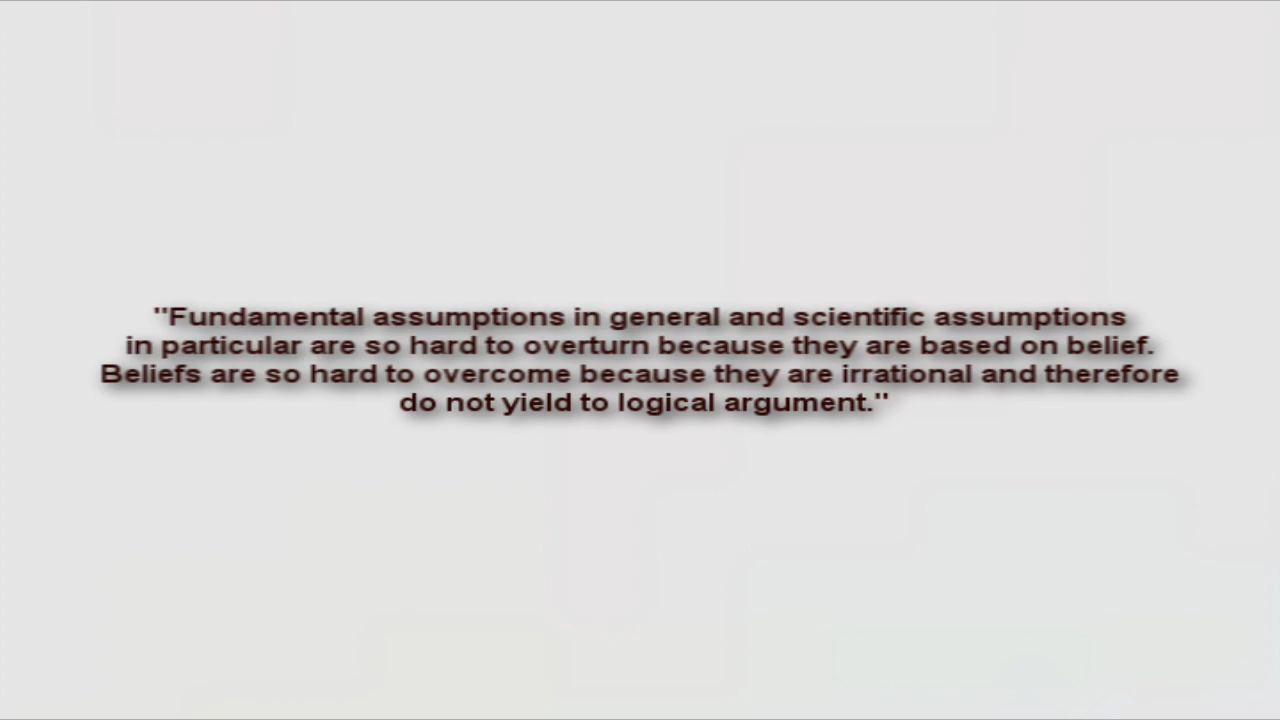 "Fundamental assumptions in general and scientific assumptions
in particular are so hard to overturn because they are based on belief.
Beliefs are so hard to overcome because they are irrational and therefore
do not yield to logical argument."